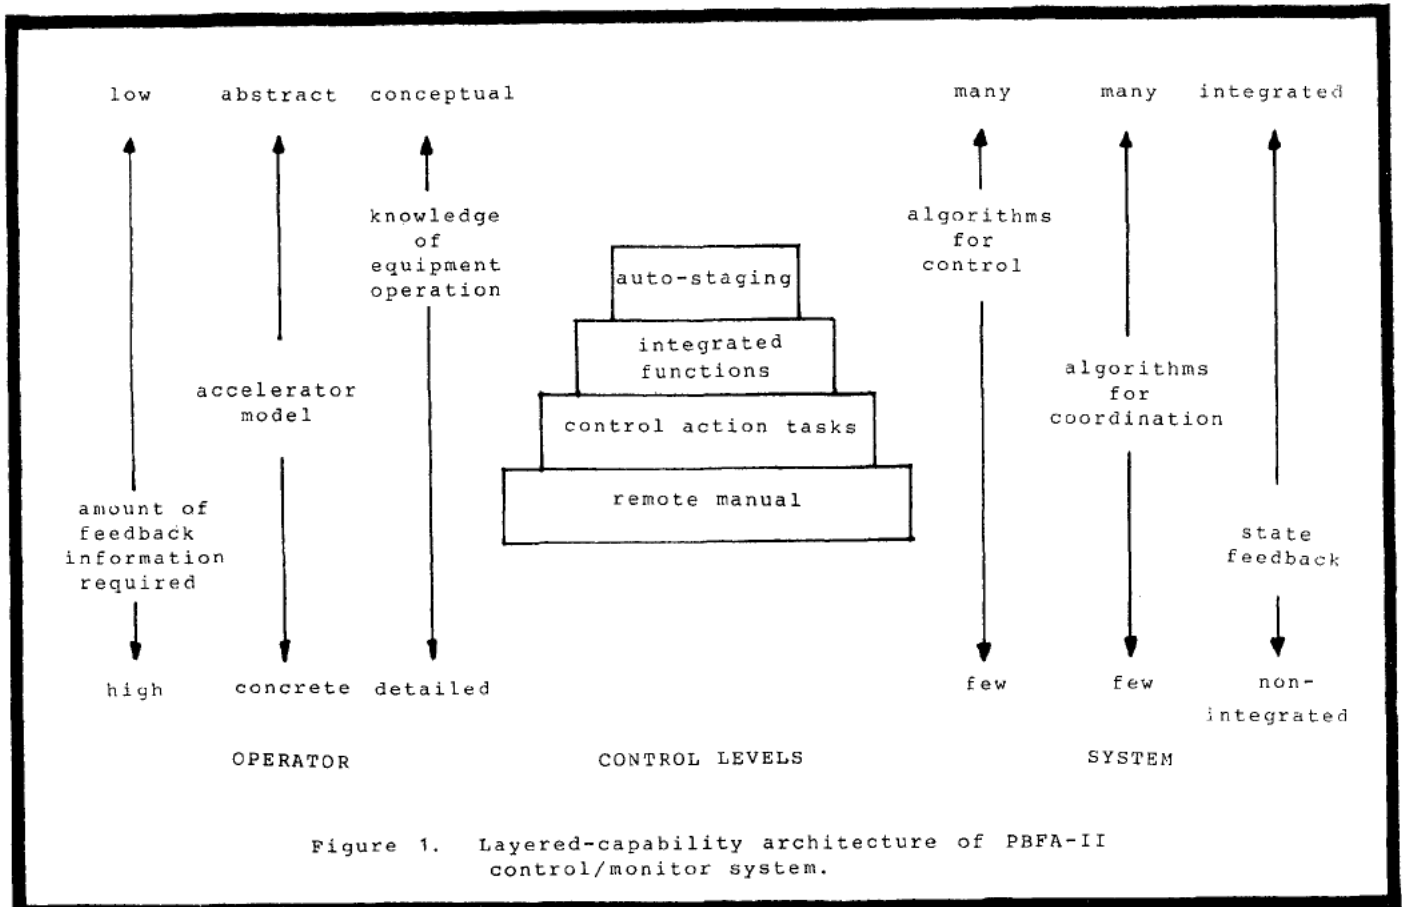 low abstract conceptual many many integrated
knowledge
of
equipment
operation
algorithms
for
control
auto-staging
integrated
functions
accelerator
model
algorithms
for
coordination
control action tasks
remote manual
amount of
feedback
information
required
state
feedback
high concrete detailed few few non-
integrated
OPERATOR CONTROL LEVELS SYSTEM
Figure 1. Layered-capability architecture of PBFA-II
control/monitor system.